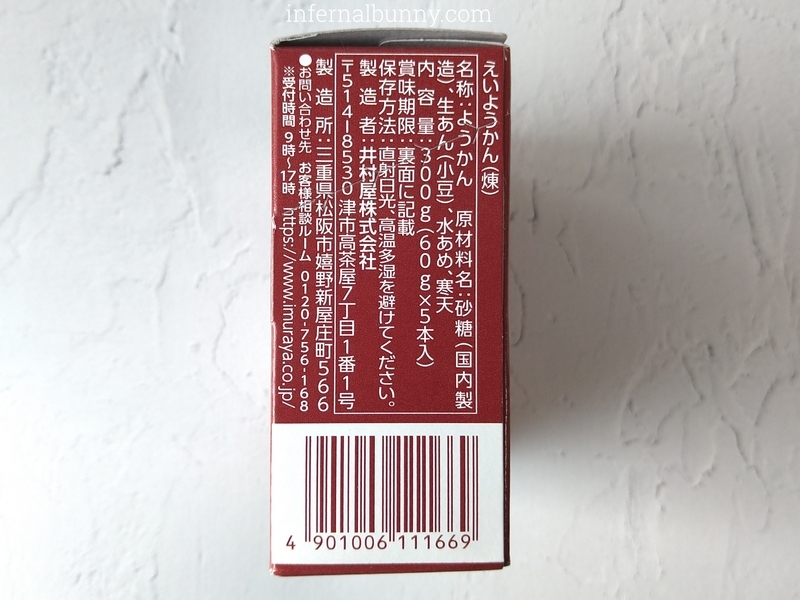 infernalbunny.com
えいようかん(煉)
名称:ようかん 原材料名:砂糖(国内製
造)、生あん(小豆)、水あめ、寒天
内容量:300g(60g×5本入)
賞味期限:裏面に記載
保存方法:直射日光、高温多湿を避けてください。
製造者:井村屋株式会社
〒514-8530 津市高茶屋7丁目1番1号
製造所:三重県松阪市嬉野新屋庄町566
●お問い合わせ先 お客様相談ルーム 0120-756-168
※受付時間 9時~17時 https://www.imuraya.co.jp/
4 901006 111669